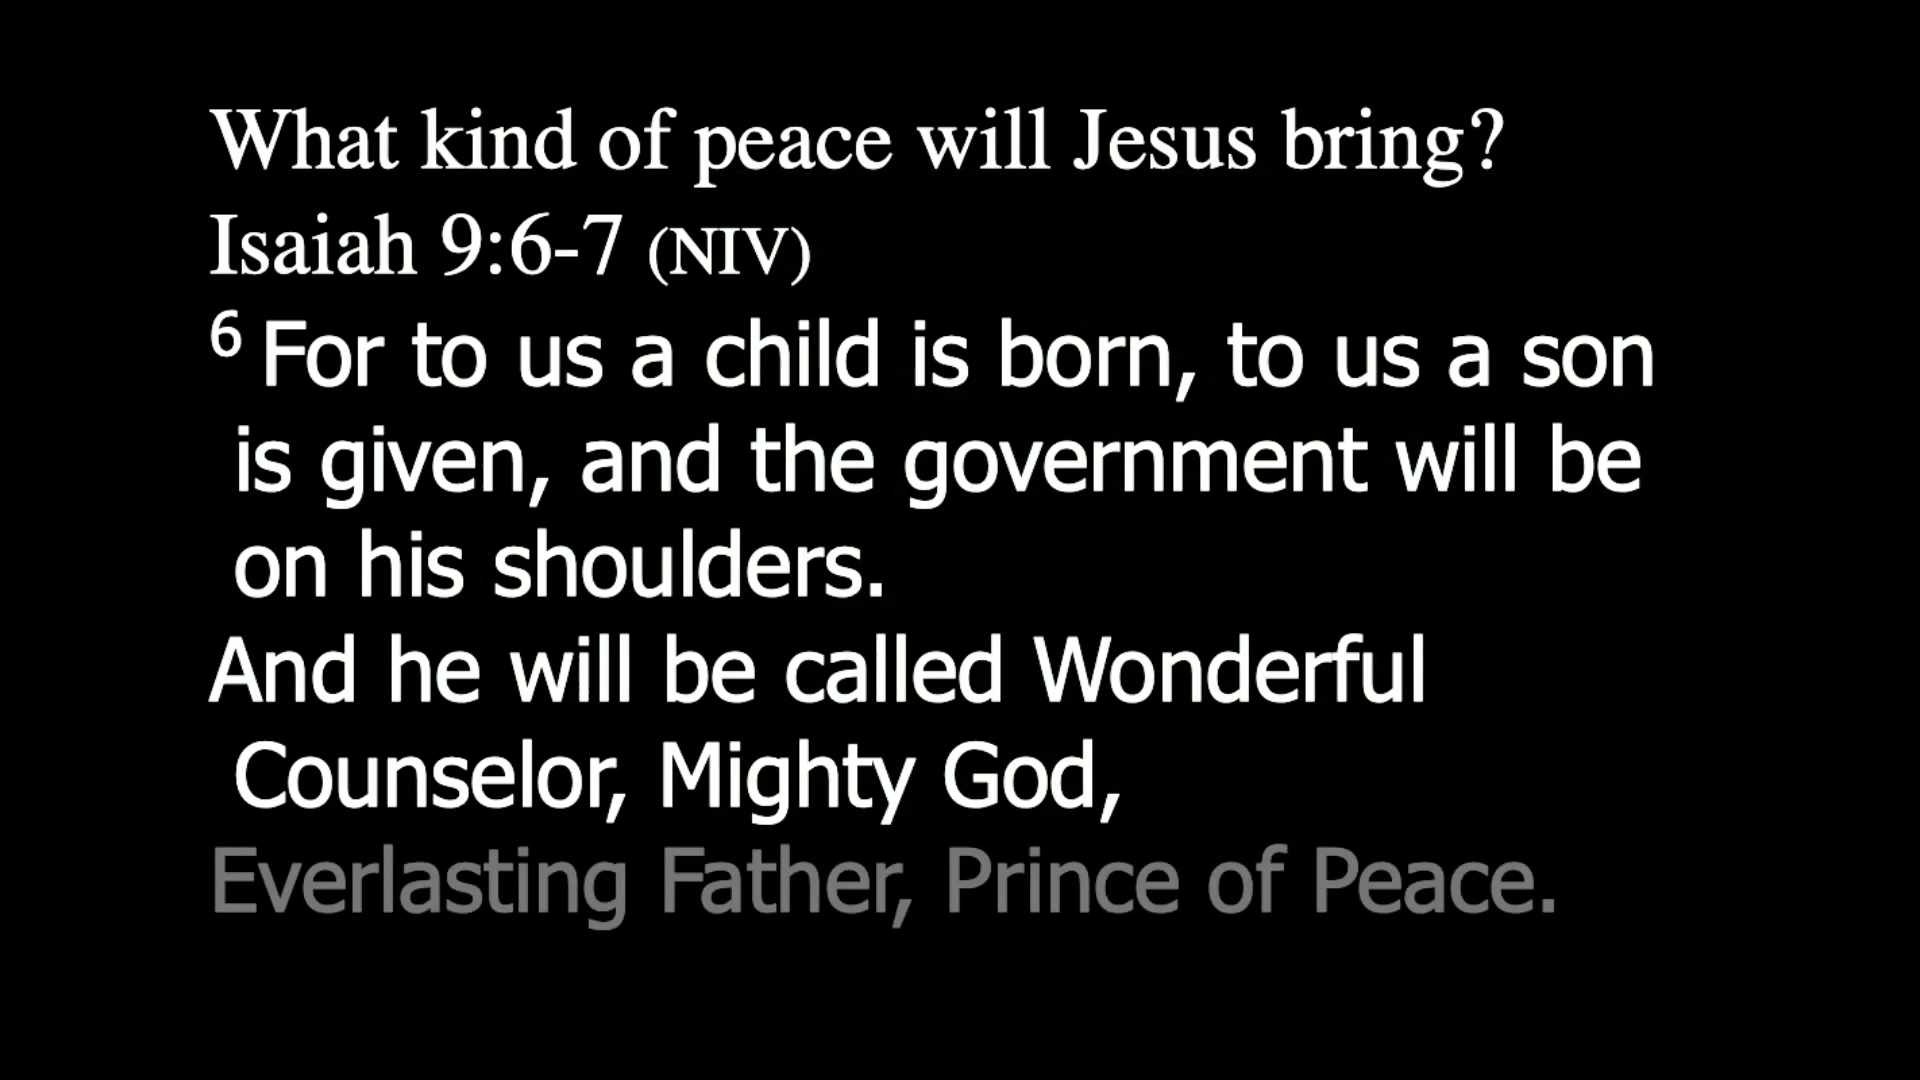 What kind of peace will Jesus bring?
Isaiah 9:6-7 (NIV)
6 For to us a child is born, to us a son
is given, and the government will be
on his shoulders.
And he will be called Wonderful
Counselor, Mighty God,
Everlasting Father, Prince of Peace.